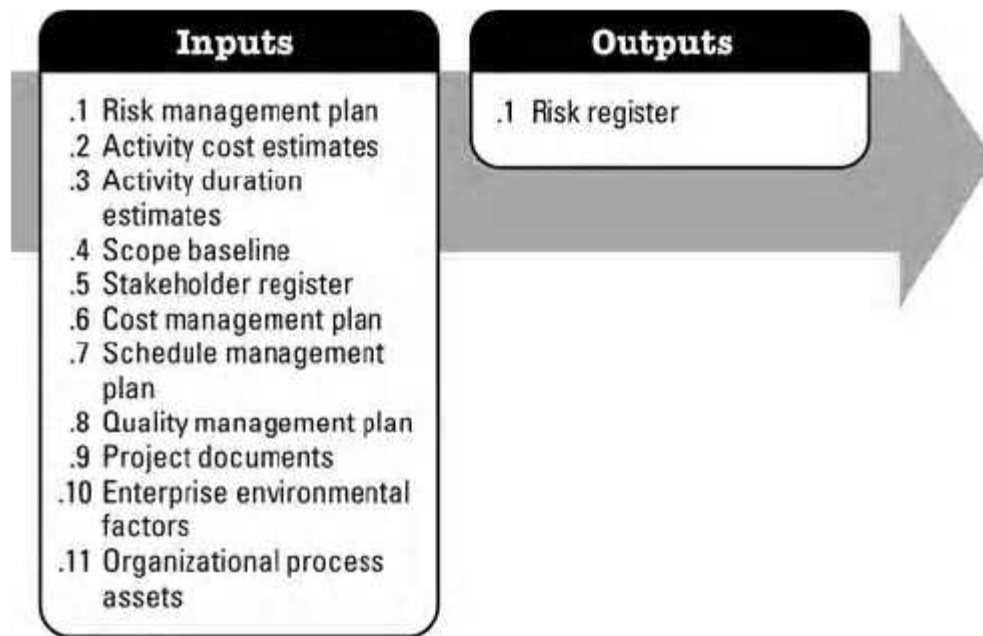 Inputs
.1 Risk management plan
.2 Activity cost estimates
.3 Activity duration
estimates
.4 Scope baseline
.5 Stakeholder register
.6 Cost management plan
.7 Schedule management
plan
.8 Quality management plan
.9 Project documents
.10 Enterprise environmental
factors
.11 Organizational process
assets
Outputs
.1 Risk register